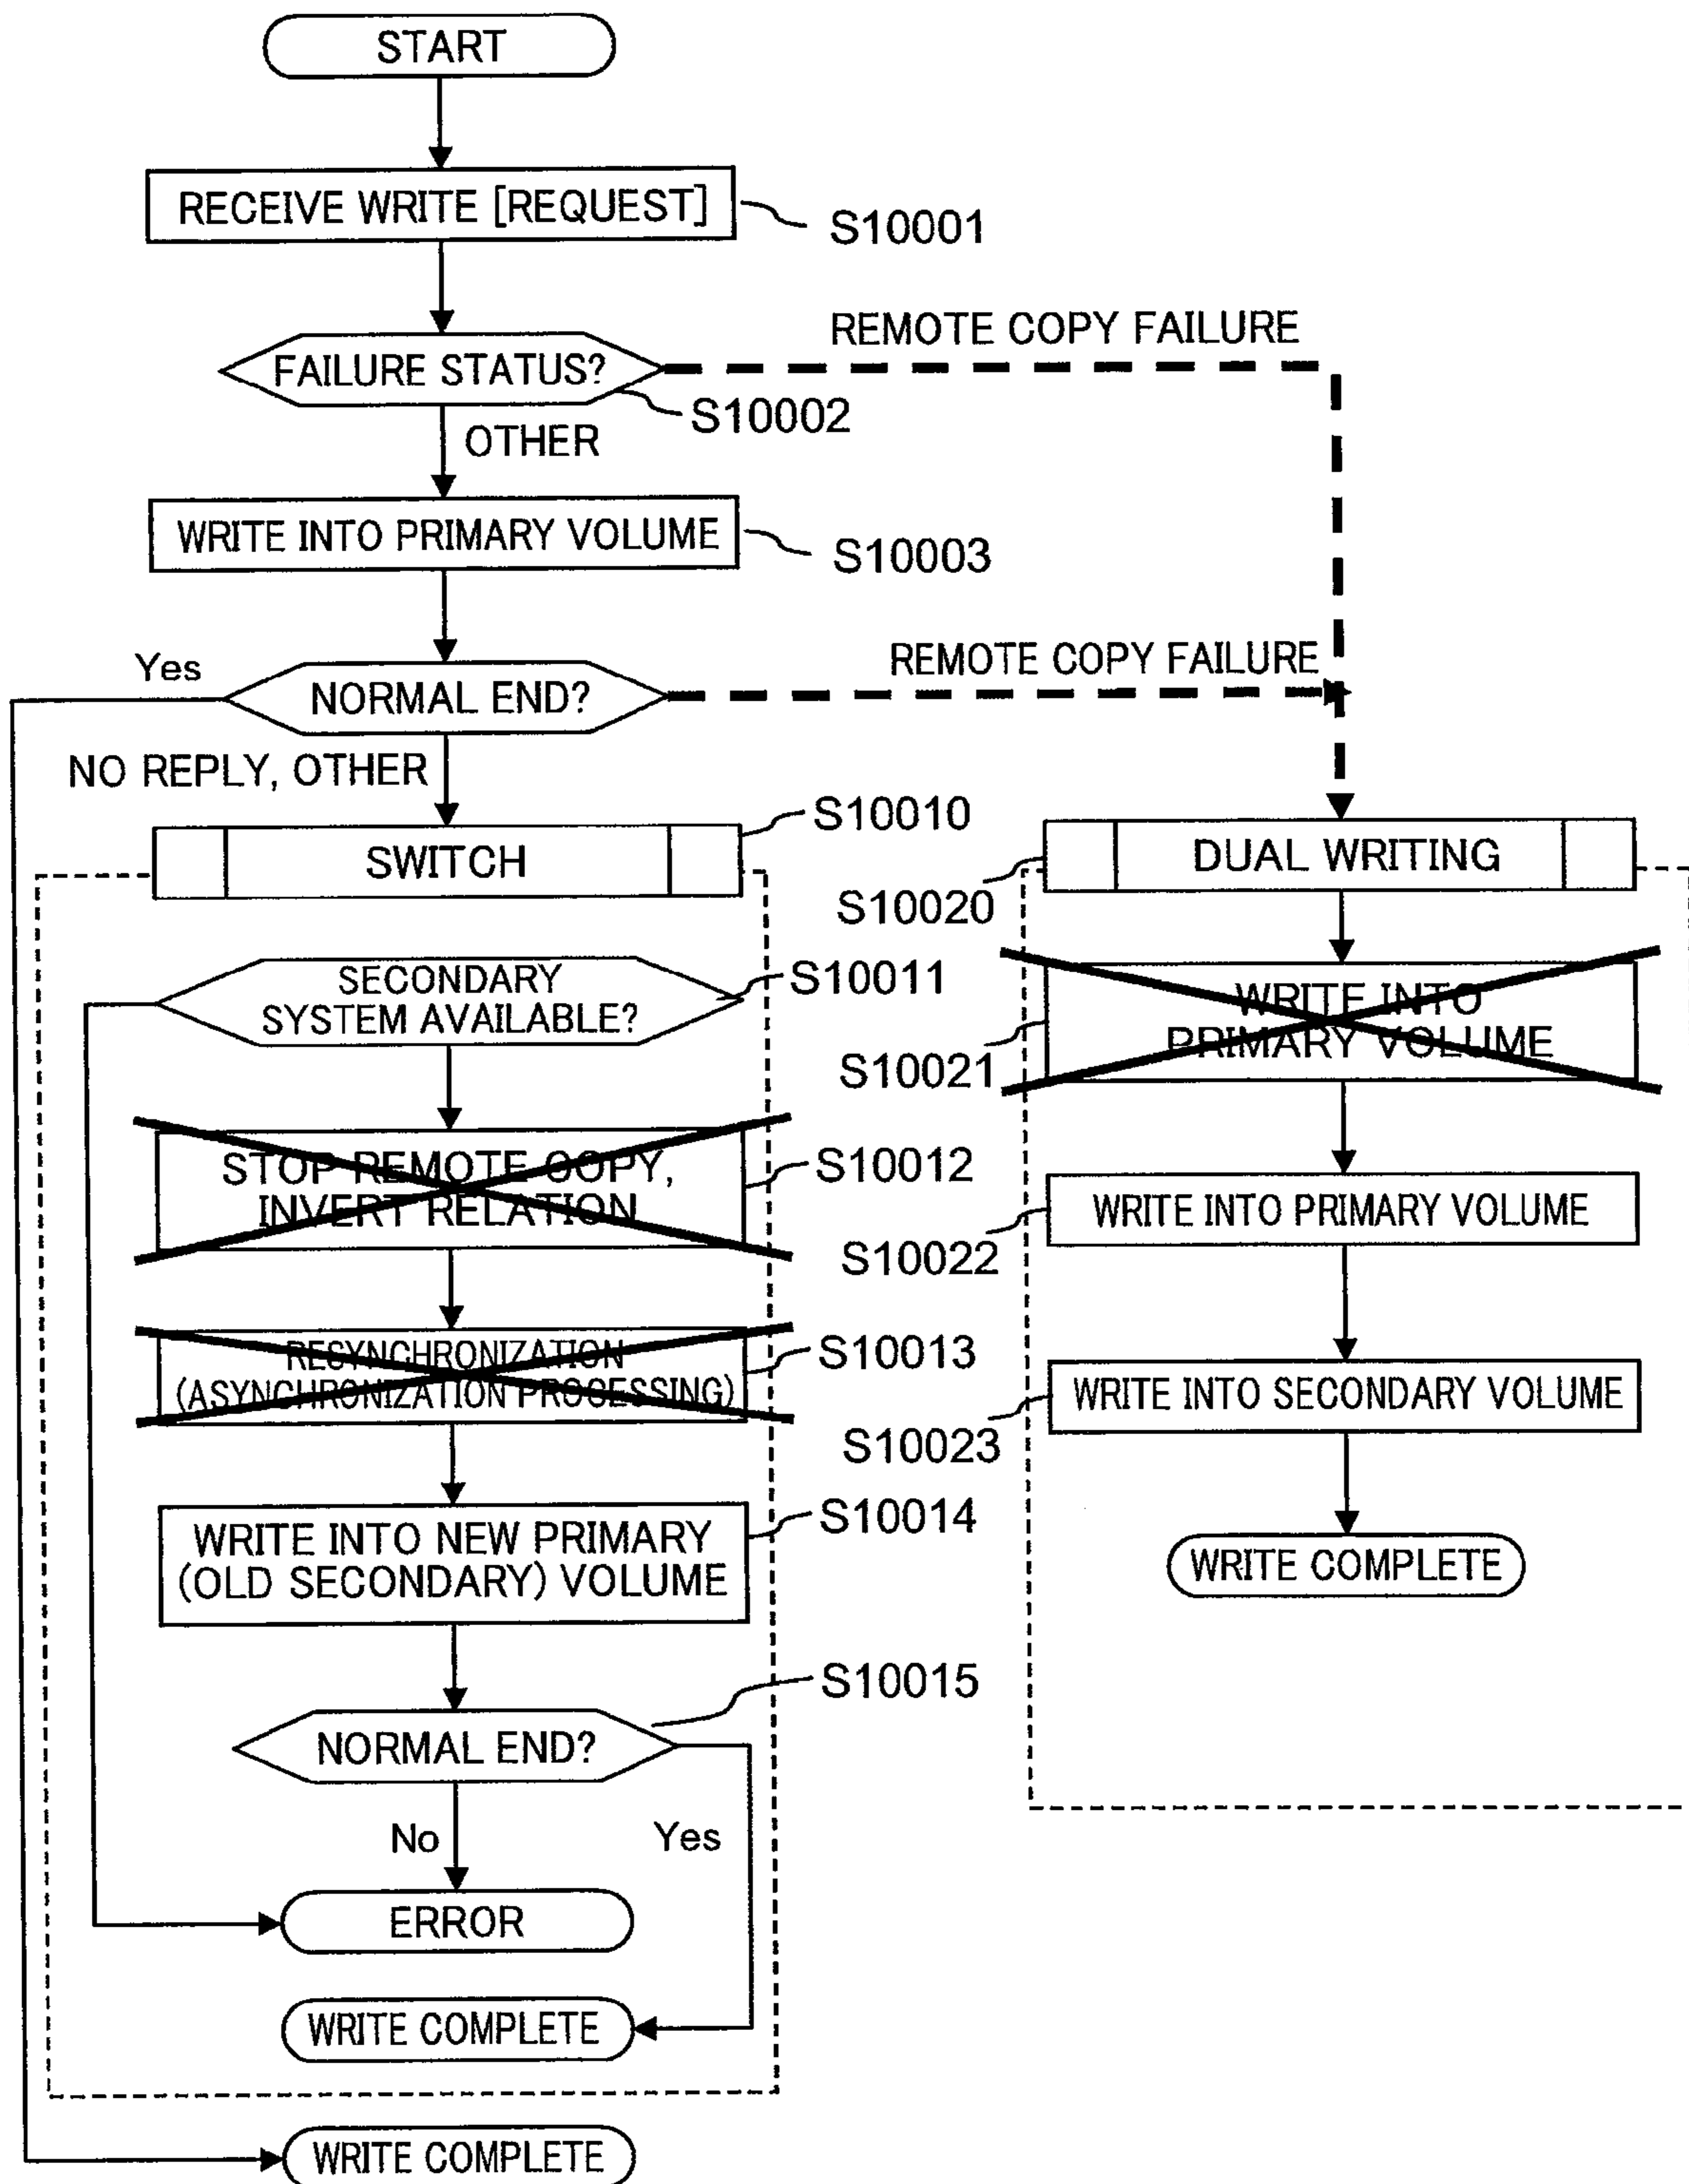 START
RECEIVE WRITE [REQUEST]
S10001
REMOTE COPY FAILURE
FAILURE STATUS?
S10002
OTHER
WRITE INTO PRIMARY VOLUME
S10003
Yes
REMOTE COPY FAILURE
NORMAL END?
NO REPLY, OTHER
S10010
SWITCH
DUAL WRITING
S10020
SECONDARY
SYSTEM AVAILABLE?
S10011
WRITE INTO
PRIMARY VOLUME
S10021
STOP REMOTE COPY,
INVERT RELATION
S10012
WRITE INTO PRIMARY VOLUME
S10022
RESYNCHRONIZATION
(ASYNCHRONIZATION PROCESSING)
S10013
WRITE INTO SECONDARY VOLUME
S10023
WRITE INTO NEW PRIMARY
(OLD SECONDARY) VOLUME
S10014
WRITE COMPLETE
S10015
NORMAL END?
No
Yes
ERROR
WRITE COMPLETE
WRITE COMPLETE